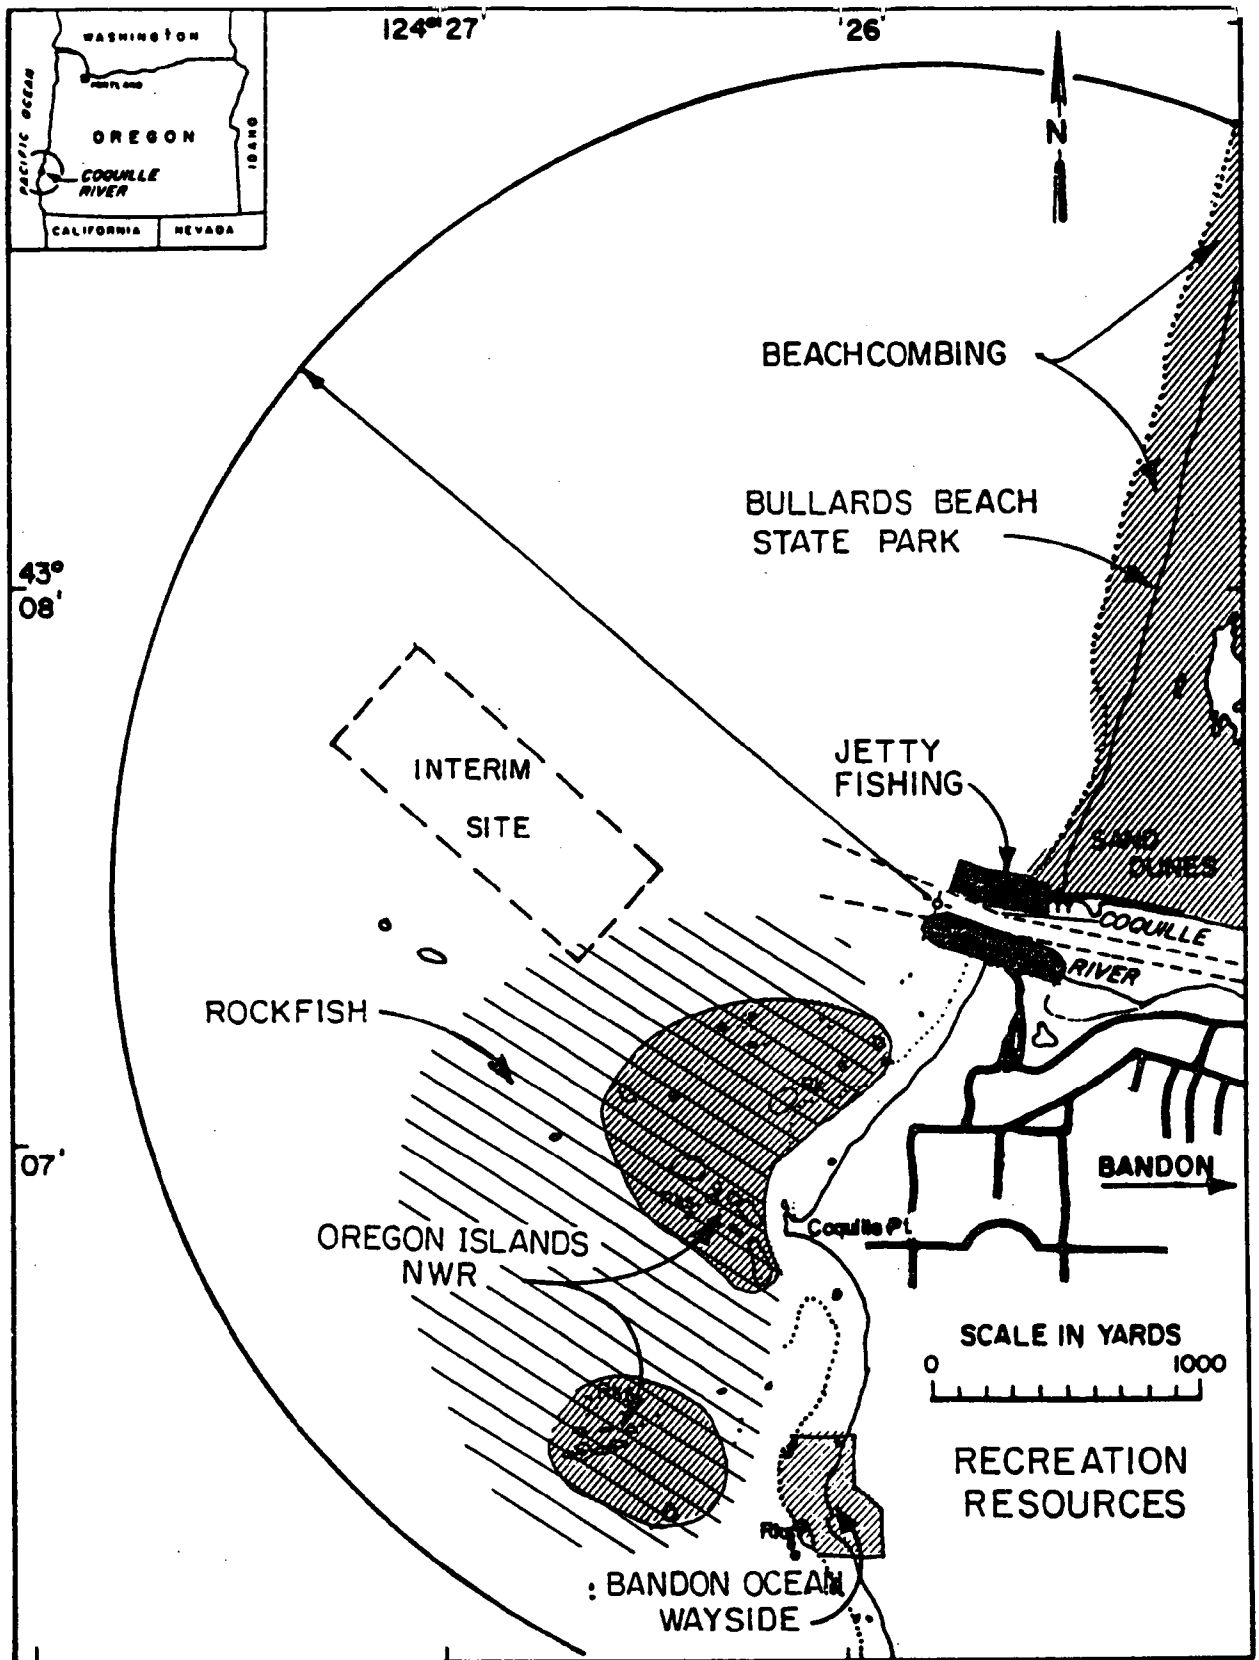 WASHINGTON
PORTLAND
PACIFIC OCEAN
OREGON
IDAHO
COQUILLE
RIVER
CALIFORNIA
NEVADA
124° 27'
26'
N
BEACHCOMBING
BULLARDS BEACH
STATE PARK
43°
08'
INTERIM
SITE
JETTY
FISHING
SAND
DUNES
COQUILLE
RIVER
ROCKFISH
Rk
07'
BANDON
Coquille Pt.
OREGON ISLANDS
NWR
SCALE IN YARDS
0
1000
RECREATION
RESOURCES
Rks
BANDON OCEAN
WAYSIDE